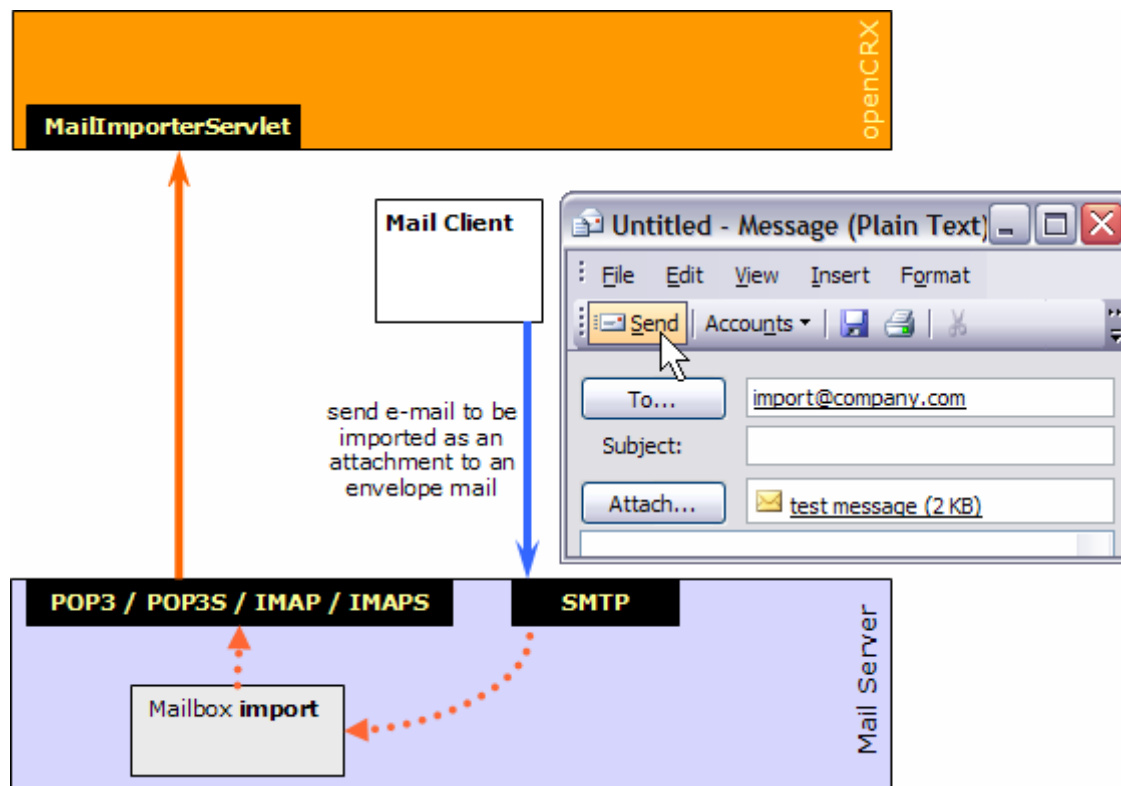 openCRX
MailImporterServlet
Mail Client
Untitled - Message (Plain Text)
File Edit View Insert Format
Send Accounts
To... import@company.com
Subject:
Attach... test message (2 KB)
send e-mail to be
imported as an
attachment to an
envelope mail
POP3 / POP3S / IMAP / IMAPS
SMTP
Mailbox import
Mail Server